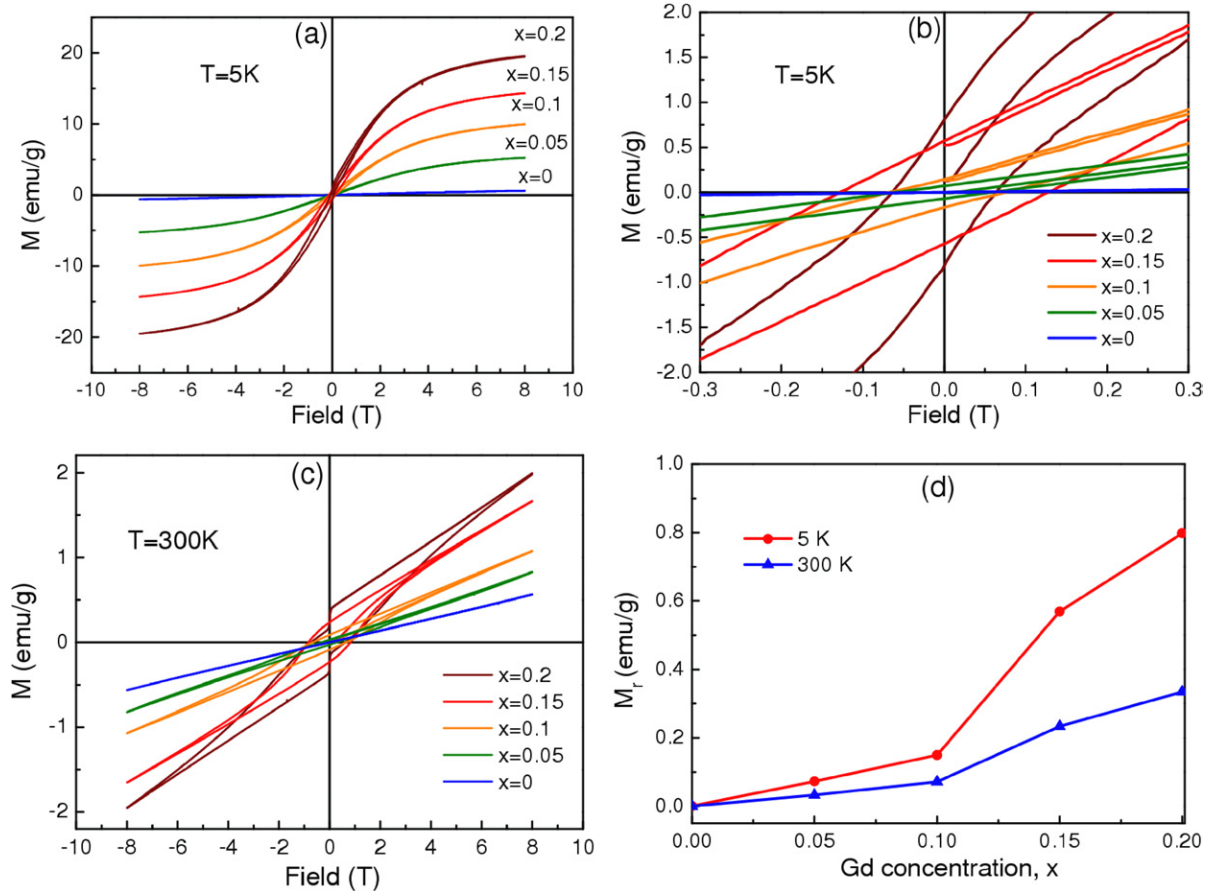 (a)
T=5K
x=0.2
x=0.15
x=0.1
x=0.05
x=0
M (emu/g)
20
10
0
-10
-20
-10 -8 -6 -4 -2 0 2 4 6 8 10
Field (T)
(b)
T=5K
M (emu/g)
2.0
1.5
1.0
0.5
0.0
-0.5
-1.0
-1.5
-2.0
x=0.2
x=0.15
x=0.1
x=0.05
x=0
-0.3 -0.2 -0.1 0.0 0.1 0.2 0.3
Field (T)
(c)
T=300K
M (emu/g)
2
1
0
-1
-2
x=0.2
x=0.15
x=0.1
x=0.05
x=0
-10 -8 -6 -4 -2 0 2 4 6 8 10
Field (T)
(d)
5 K
300 K
Mr (emu/g)
1.0
0.8
0.6
0.4
0.2
0.0
0.00 0.05 0.10 0.15 0.20
Gd concentration, x